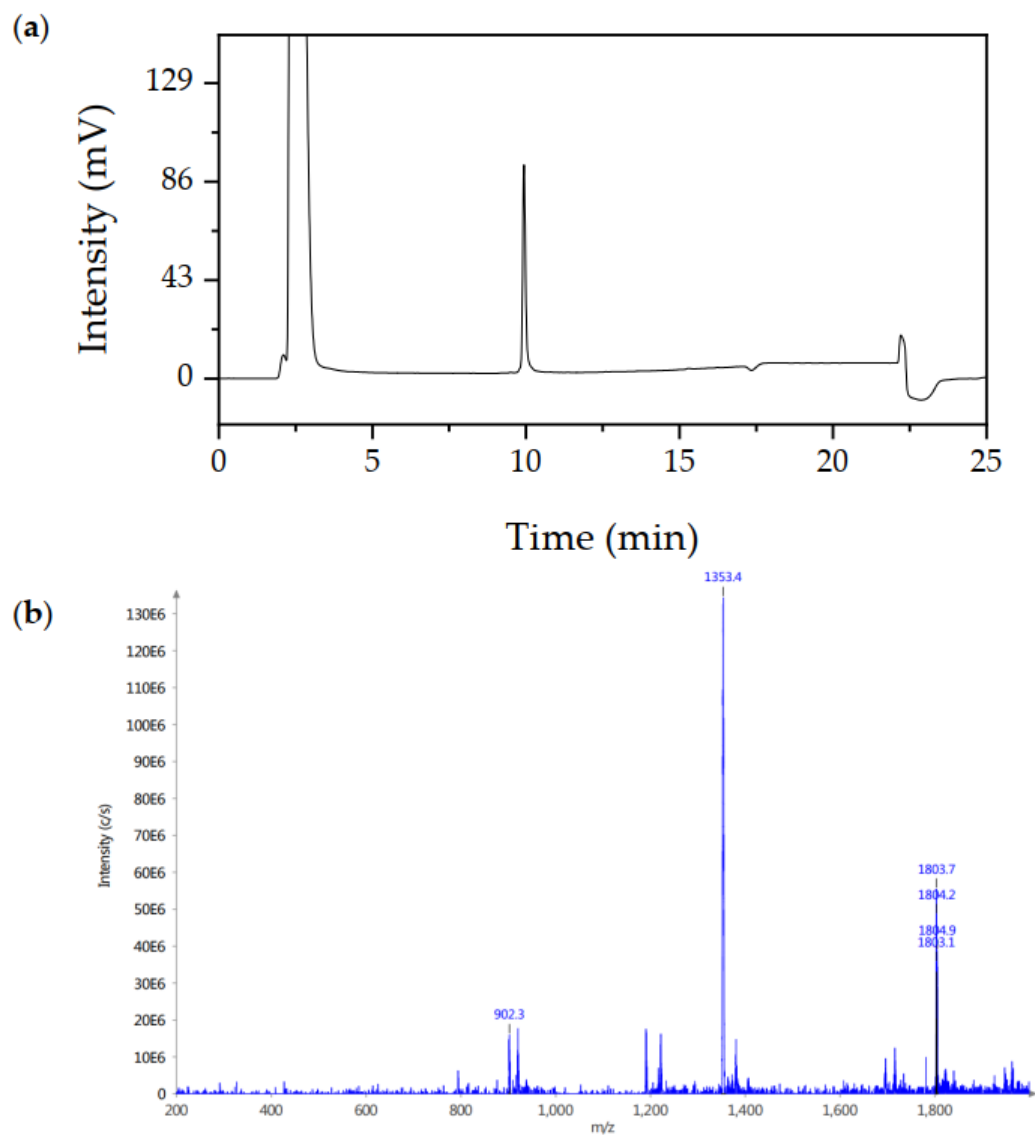 (a)
Intensity (mV)
129
86
43
0
0 5 10 15 20 25
Time (min)
(b)
Intensity (c/s)
130E6
120E6
110E6
100E6
90E6
80E6
70E6
60E6
50E6
40E6
30E6
20E6
10E6
0
1353.4
1803.7
1804.2
1804.9
1803.1
902.3
200 400 600 800 1,000 1,200 1,400 1,600 1,800
m/z